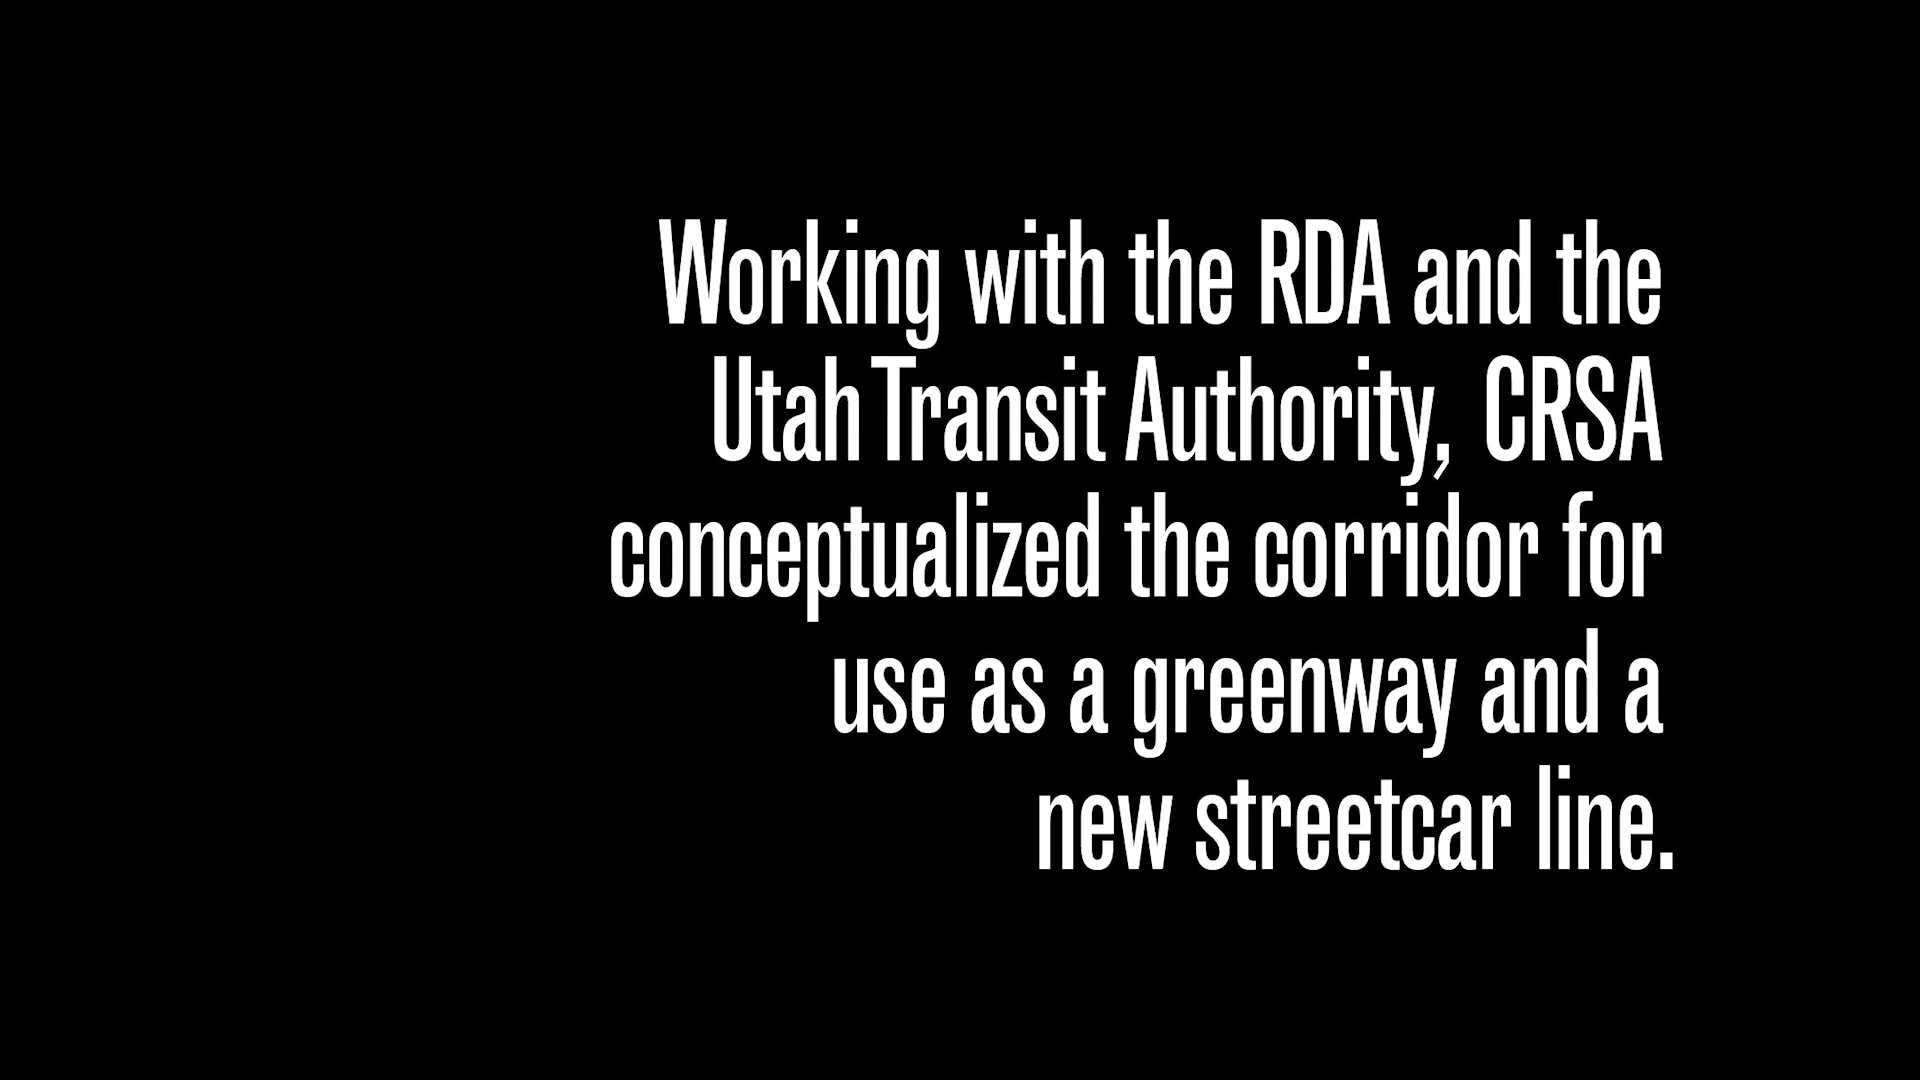 Working with the RDA and the
Utah Transit Authority, CRSA
conceptualized the corridor for
use as a greenway and a
new streetcar line.